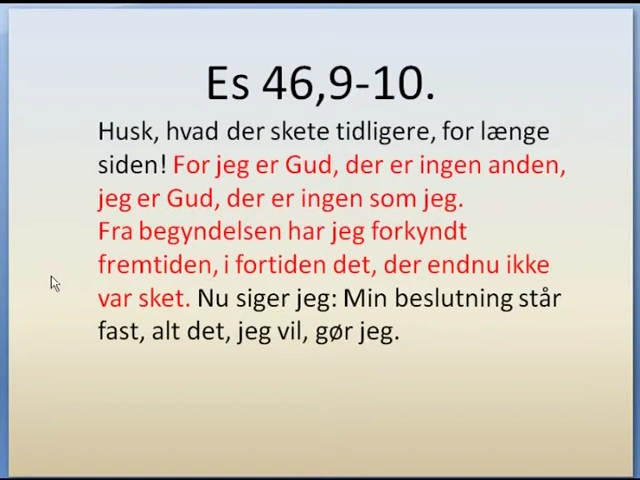 Es 46,9-10.
Husk, hvad der skete tidligere, for længe
siden! For jeg er Gud, der er ingen anden,
jeg er Gud, der er ingen som jeg.
Fra begyndelsen har jeg forkyndt
fremtiden, i fortiden det, der endnu ikke
var sket. Nu siger jeg: Min beslutning står
fast, alt det, jeg vil, gør jeg.